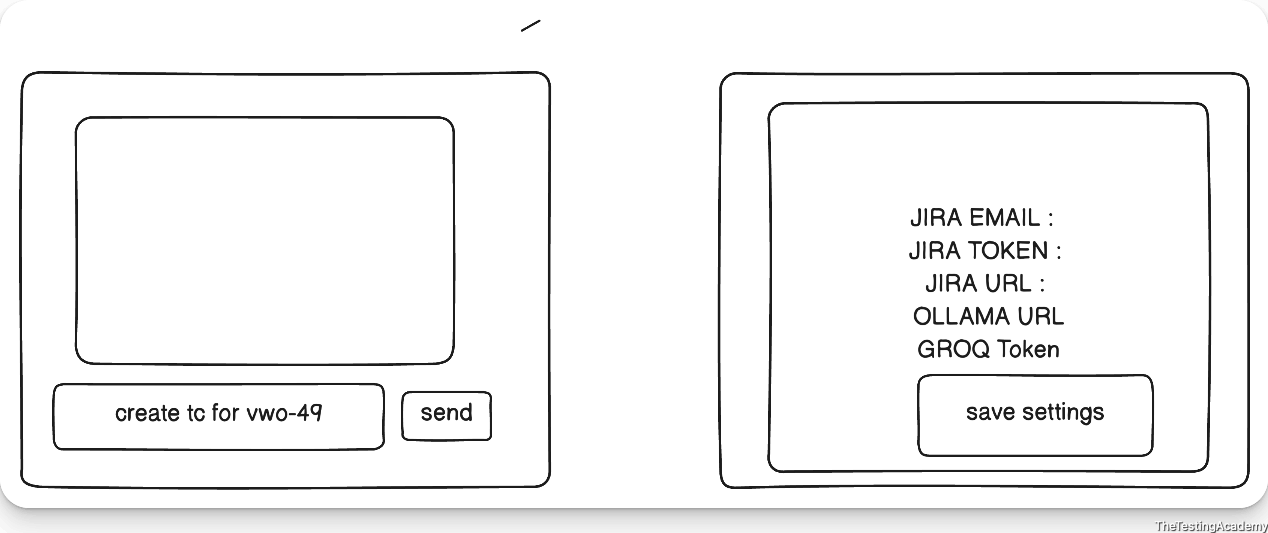 create tc for vwo-49
send
JIRA EMAIL :
JIRA TOKEN :
JIRA URL :
OLLAMA URL
GROQ Token
save settings
TheTestingAcademy